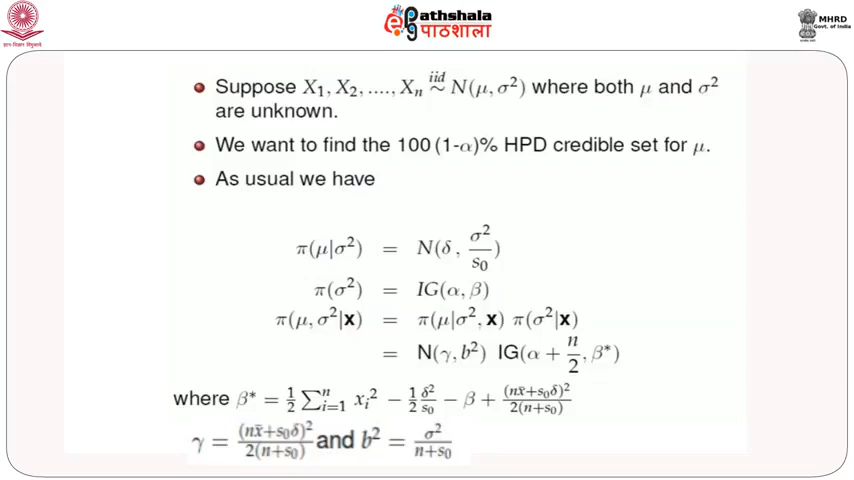 ePathshala
पाठशाला
MHRD
Govt. of India
Suppose X₁, X₂, ...., Xₙ iid ~ N(μ, σ²) where both μ and σ²
are unknown.
We want to find the 100 (1-α)% HPD credible set for μ.
As usual we have
π(μ|σ²) = N(δ, σ²/s₀)
π(σ²) = IG(α, β)
π(μ, σ²|x) = π(μ|σ², x) π(σ²|x)
= N(γ, b²) IG(α + n/2, β*)
where β* = 1/2 ∑ⁿᵢ₌₁ xᵢ² − 1/2 δ²/s₀ − β + (nx̄+s₀δ)²/2(n+s₀)
γ = (nx̄+s₀δ)²/2(n+s₀) and b² = σ²/n+s₀